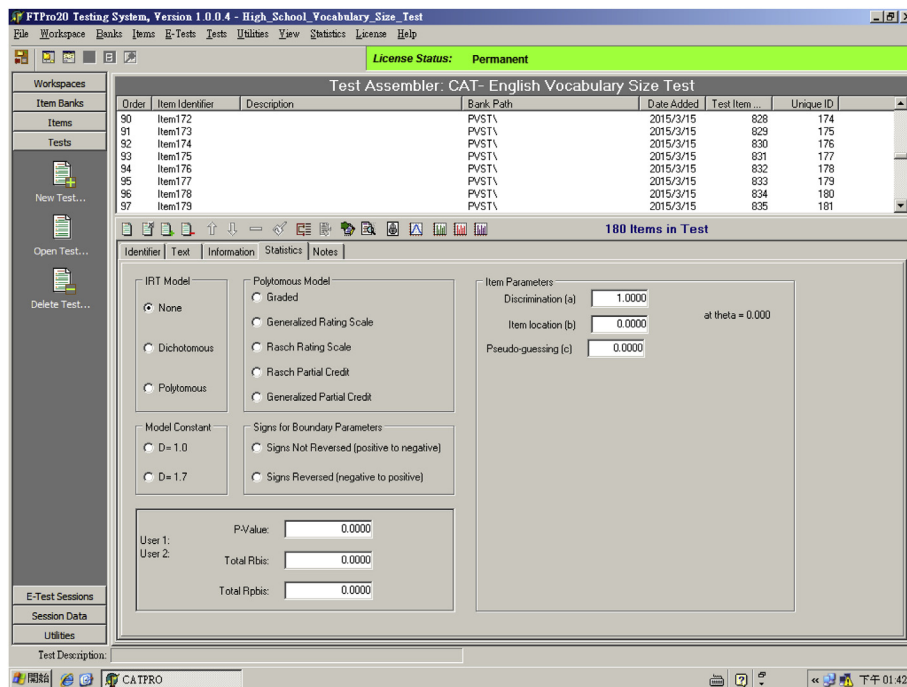 FTPro20 Testing System, Version 1.0.0.4 - High_School_Vocabulary_Size_Test
File Workspace Banks Items E-Tests Tests Utilities View Statistics License Help
License Status: Permanent
Workspaces
Item Banks
Items
Tests
New Test...
Open Test...
Delete Test...
E-Test Sessions
Session Data
Utilities
Test Assembler: CAT- English Vocabulary Size Test
Order Item Identifier Description Bank Path Date Added Test Item ... Unique ID
90 Item172 PVST\ 2015/3/15 828 174
91 Item173 PVST\ 2015/3/15 829 175
92 Item174 PVST\ 2015/3/15 830 176
93 Item175 PVST\ 2015/3/15 831 177
94 Item176 PVST\ 2015/3/15 832 178
95 Item177 PVST\ 2015/3/15 833 179
96 Item178 PVST\ 2015/3/15 834 180
97 Item179 PVST\ 2015/3/15 835 181
180 Items in Test
Identifier Text Information Statistics Notes
IRT Model
None
Dichotomous
Polytomous
Polytomous Model
Graded
Generalized Rating Scale
Rasch Rating Scale
Rasch Partial Credit
Generalized Partial Credit
Item Parameters
Discrimination (a) 1.0000
Item location (b) 0.0000
at theta = 0.000
Pseudo-guessing (c) 0.0000
Model Constant
D= 1.0
D= 1.7
Signs for Boundary Parameters
Signs Not Reversed (positive to negative)
Signs Reversed (negative to positive)
User 1:
User 2:
P-Value: 0.0000
Total Rbis: 0.0000
Total Rpbis: 0.0000
Test Description:
開始 CATPRO 下午 01:42